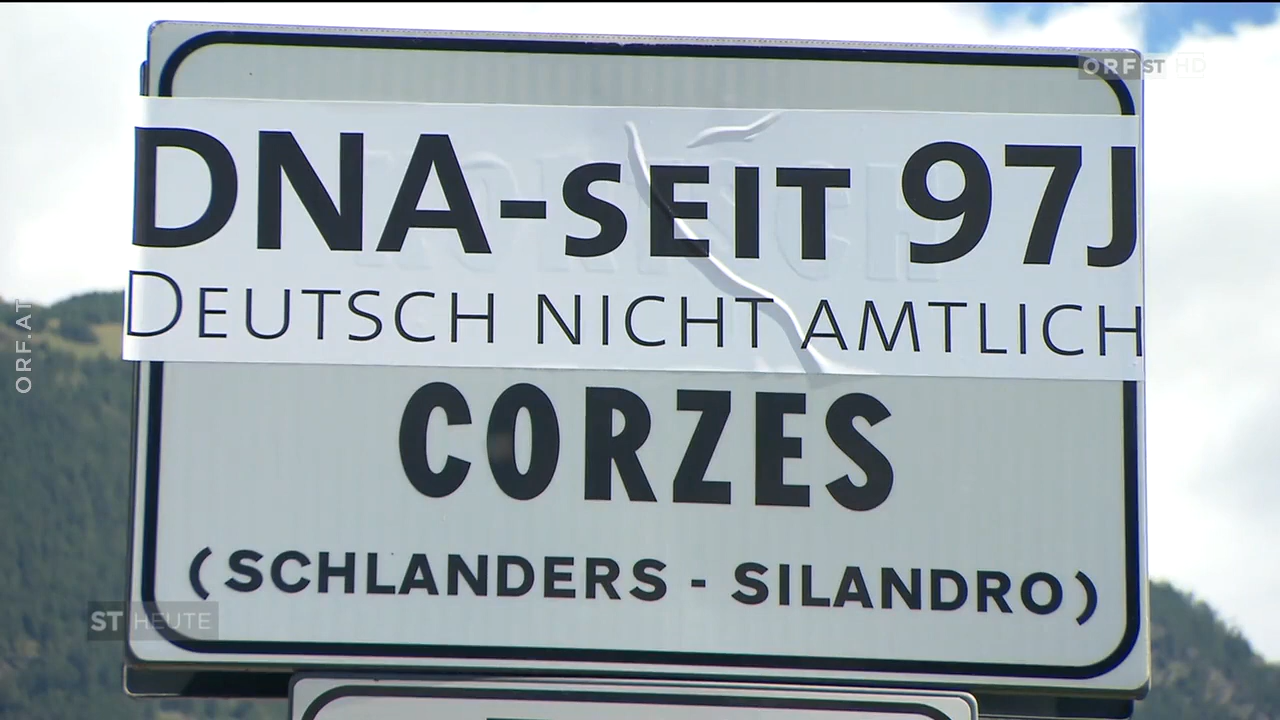 ORF ST HD
DNA-SEIT 97J
DEUTSCH NICHT AMTLICH
CORZES
(SCHLANDERS - SILANDRO)
ORF.AT
ST HEUTE